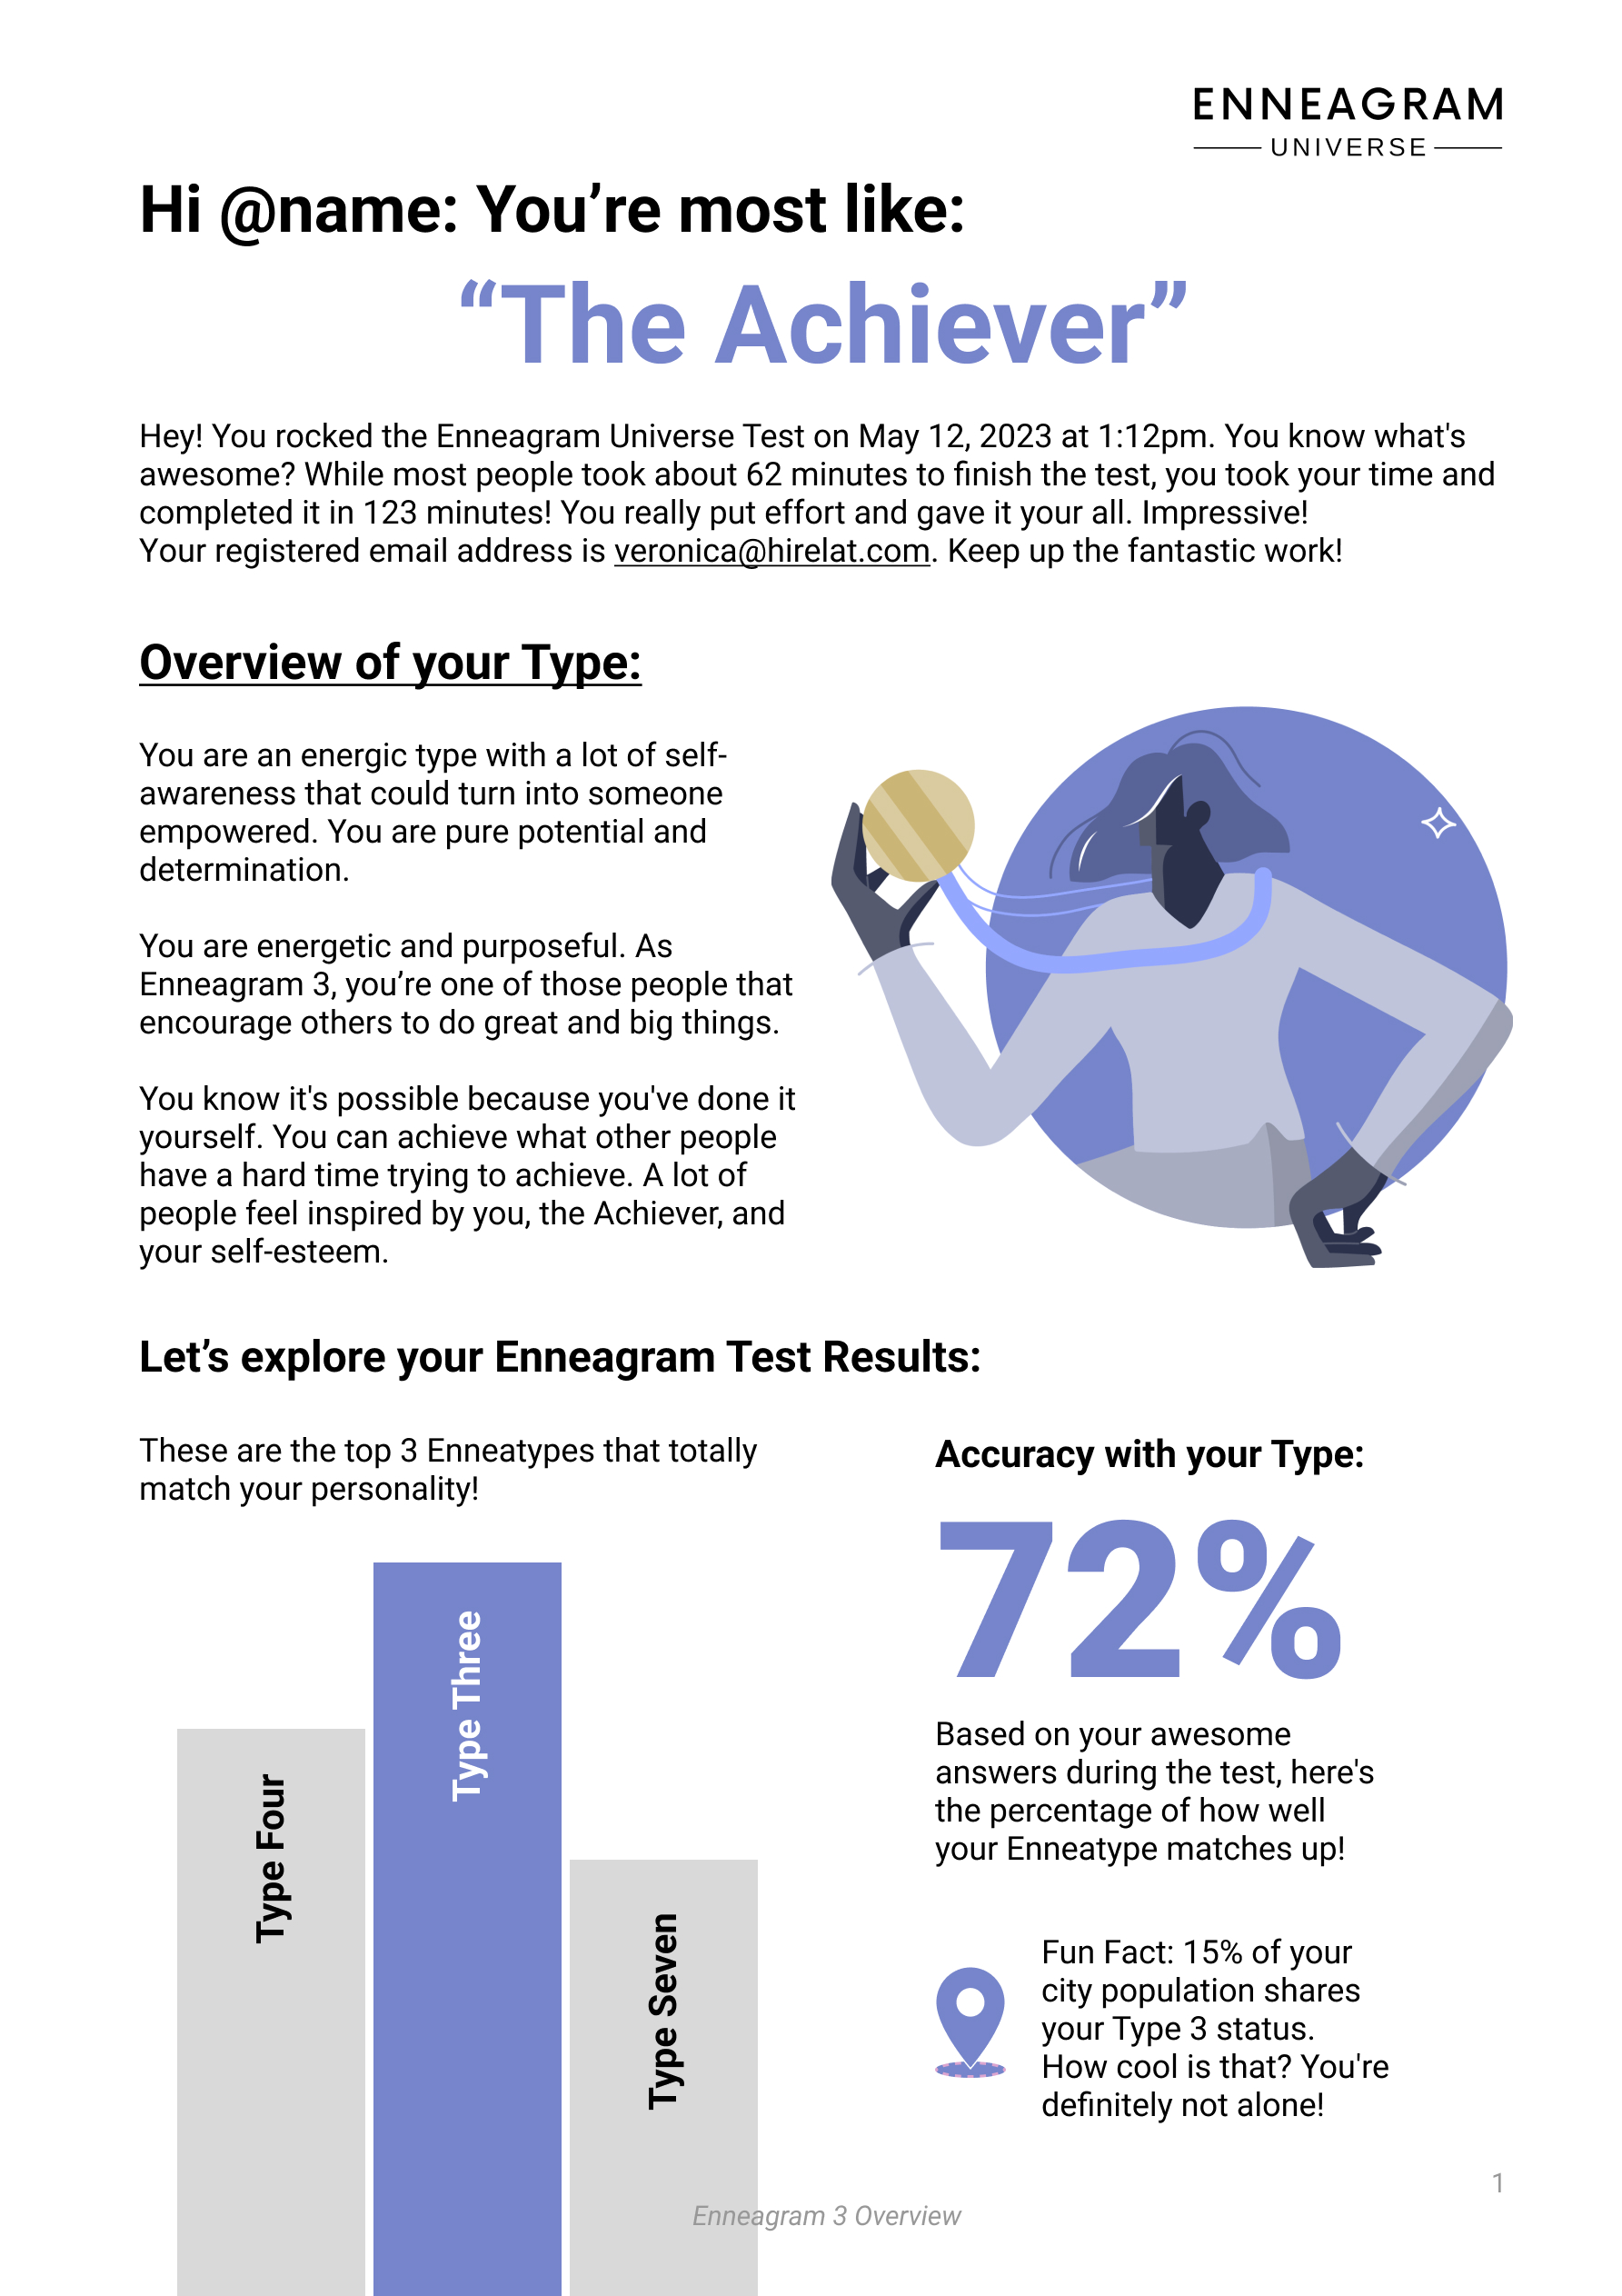 ENNEAGRAM
UNIVERSE
Hi @name: You’re most like:
“The Achiever”
Hey! You rocked the Enneagram Universe Test on May 12, 2023 at 1:12pm. You know what's
awesome? While most people took about 62 minutes to finish the test, you took your time and
completed it in 123 minutes! You really put effort and gave it your all. Impressive!
Your registered email address is veronica@hirelat.com. Keep up the fantastic work!
Overview of your Type:
You are an energic type with a lot of self-
awareness that could turn into someone
empowered. You are pure potential and
determination.
You are energetic and purposeful. As
Enneagram 3, you’re one of those people that
encourage others to do great and big things.
You know it's possible because you've done it
yourself. You can achieve what other people
have a hard time trying to achieve. A lot of
people feel inspired by you, the Achiever, and
your self-esteem.
Let’s explore your Enneagram Test Results:
These are the top 3 Enneatypes that totally
match your personality!
Type Four
Type Three
Type Seven
Accuracy with your Type:
72%
Based on your awesome
answers during the test, here's
the percentage of how well
your Enneatype matches up!
Fun Fact: 15% of your
city population shares
your Type 3 status.
How cool is that? You're
definitely not alone!
1
Enneagram 3 Overview